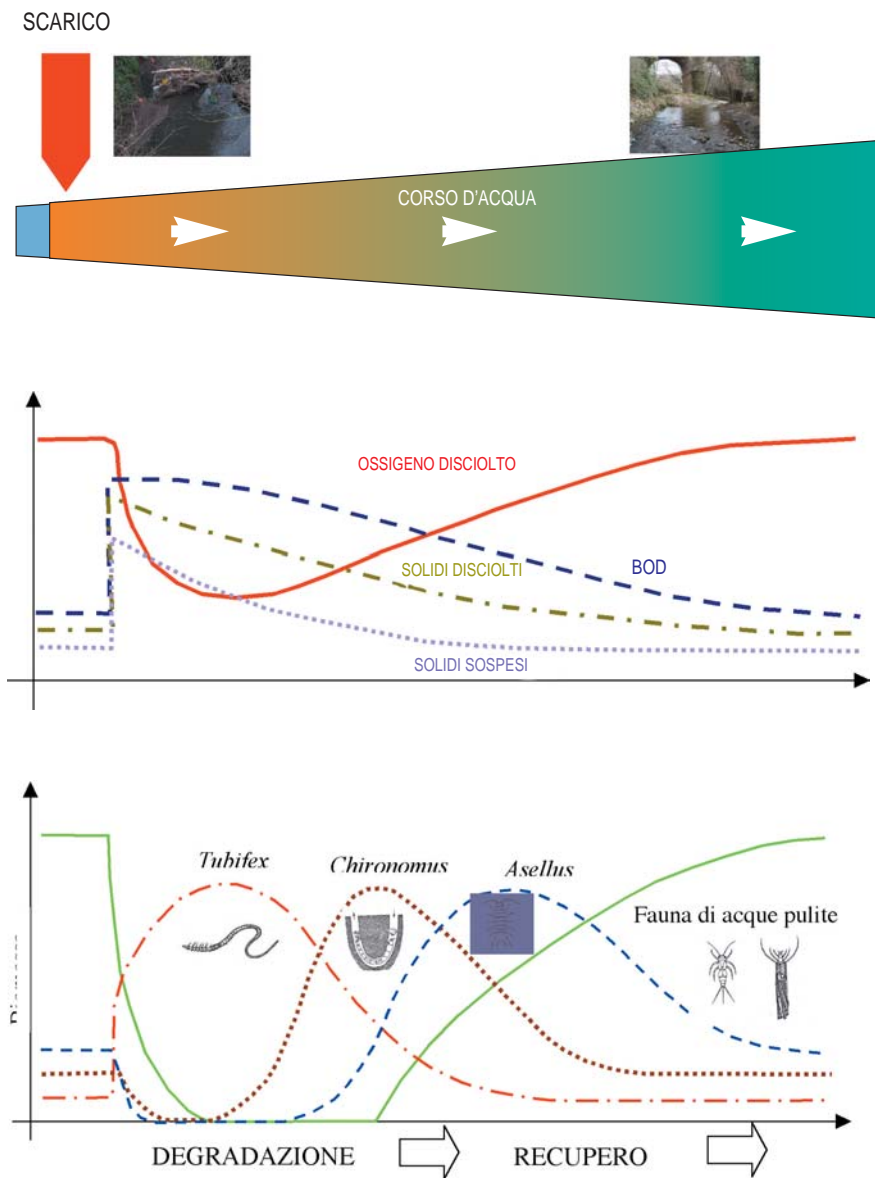 SCARICO
CORSO D'ACQUA
OSSIGENO DISCIOLTO
SOLIDI DISCIOLTI
BOD
SOLIDI SOSPESI
Tubifex
Chironomus
Asellus
Fauna di acque pulite
DEGRADAZIONE
RECUPERO